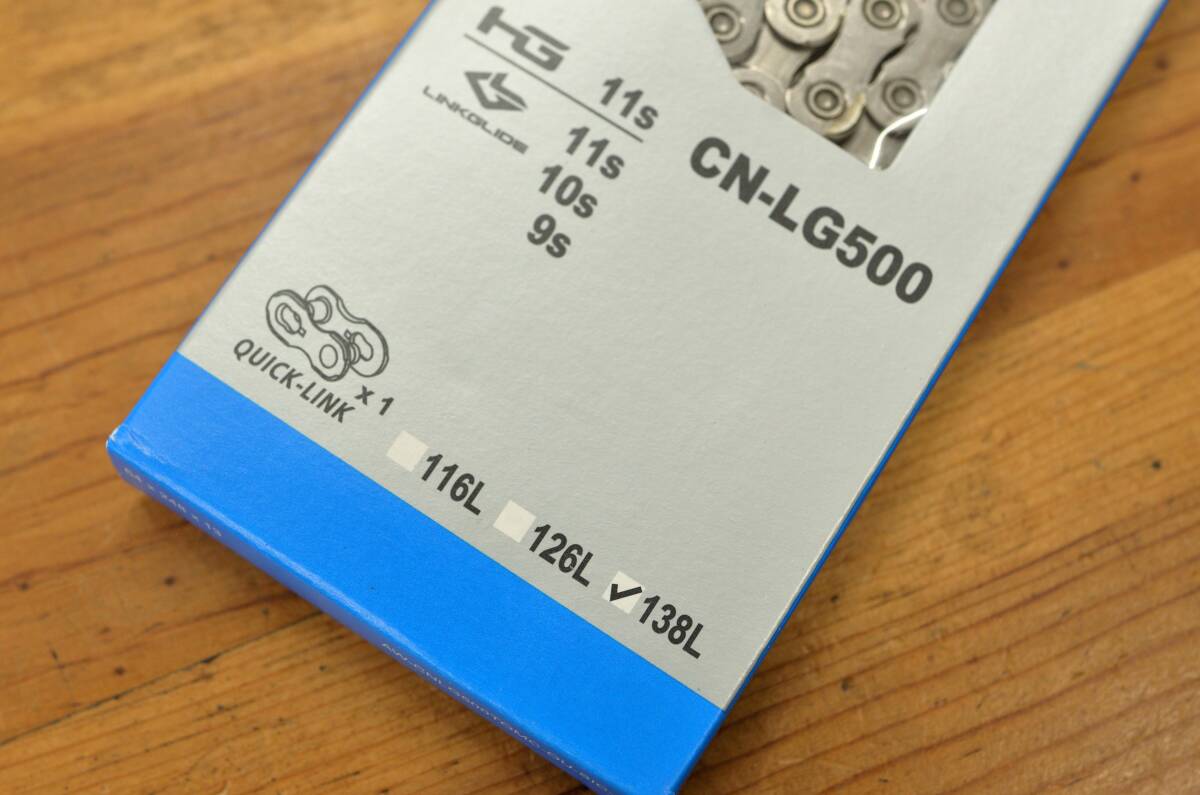 HG 11s
LINKGLIDE 11s
10s
9s
CN-LG500
QUICK-LINK x 1
116L 126L ✓138L